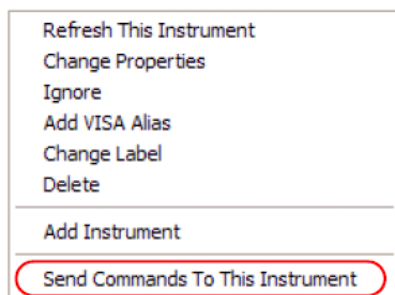 Refresh This Instrument
Change Properties
Ignore
Add VISA Alias
Change Label
Delete
Add Instrument
Send Commands To This Instrument